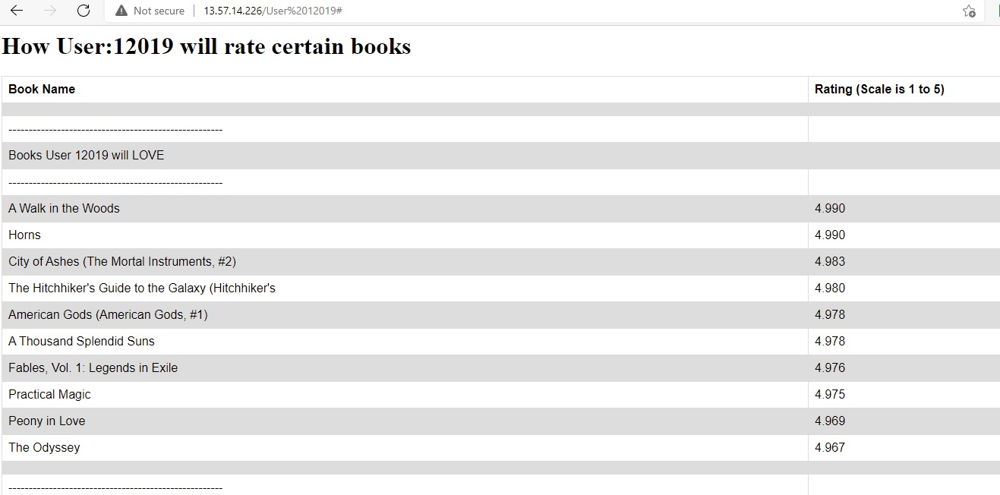 Not secure 13.57.14.226/User%2012019#
How User:12019 will rate certain books
Book Name Rating (Scale is 1 to 5)
------------------------------------------------------
Books User 12019 will LOVE
------------------------------------------------------
A Walk in the Woods 4.990
Horns 4.990
City of Ashes (The Mortal Instruments, #2) 4.983
The Hitchhiker's Guide to the Galaxy (Hitchhiker's 4.980
American Gods (American Gods, #1) 4.978
A Thousand Splendid Suns 4.978
Fables, Vol. 1: Legends in Exile 4.976
Practical Magic 4.975
Peony in Love 4.969
The Odyssey 4.967
------------------------------------------------------